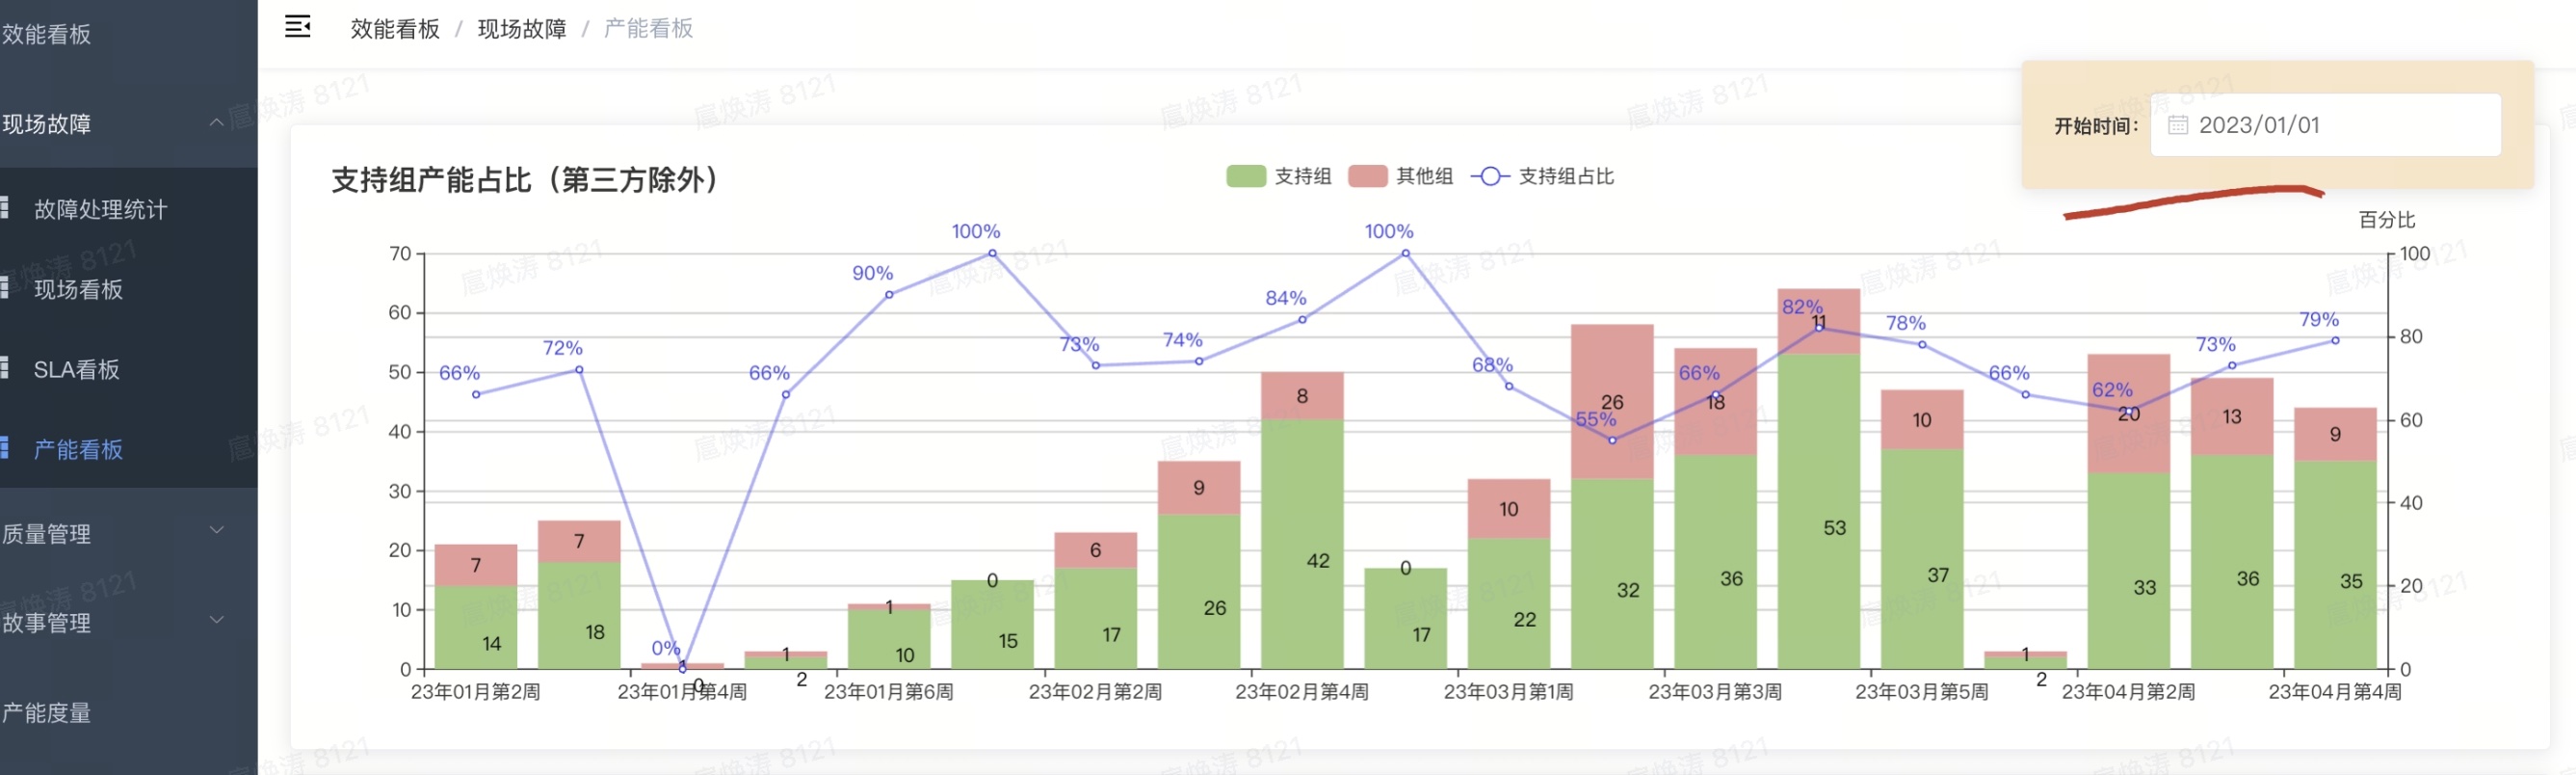 效能看板
现场故障
故障处理统计
现场看板
SLA看板
产能看板
质量管理
故事管理
产能度量
效能看板 / 现场故障 / 产能看板
开始时间: 2023/01/01
支持组产能占比（第三方除外）
支持组 其他组 支持组占比
百分比
70 60 50 40 30 20 10 0
100 80 60 40 20 0
66% 72% 0% 66% 90% 100% 73% 74% 84% 100% 68% 55% 66% 82% 78% 66% 62% 73% 79%
7 7 1 1 1 0 6 9 8 0 10 26 18 11 10 1 20 13 9
14 18 0 2 10 15 17 26 42 17 22 32 36 53 37 2 33 36 35
23年01月第2周 23年01月第4周 23年01月第6周 23年02月第2周 23年02月第4周 23年03月第1周 23年03月第3周 23年03月第5周 23年04月第2周 23年04月第4周
扈焕涛 8121